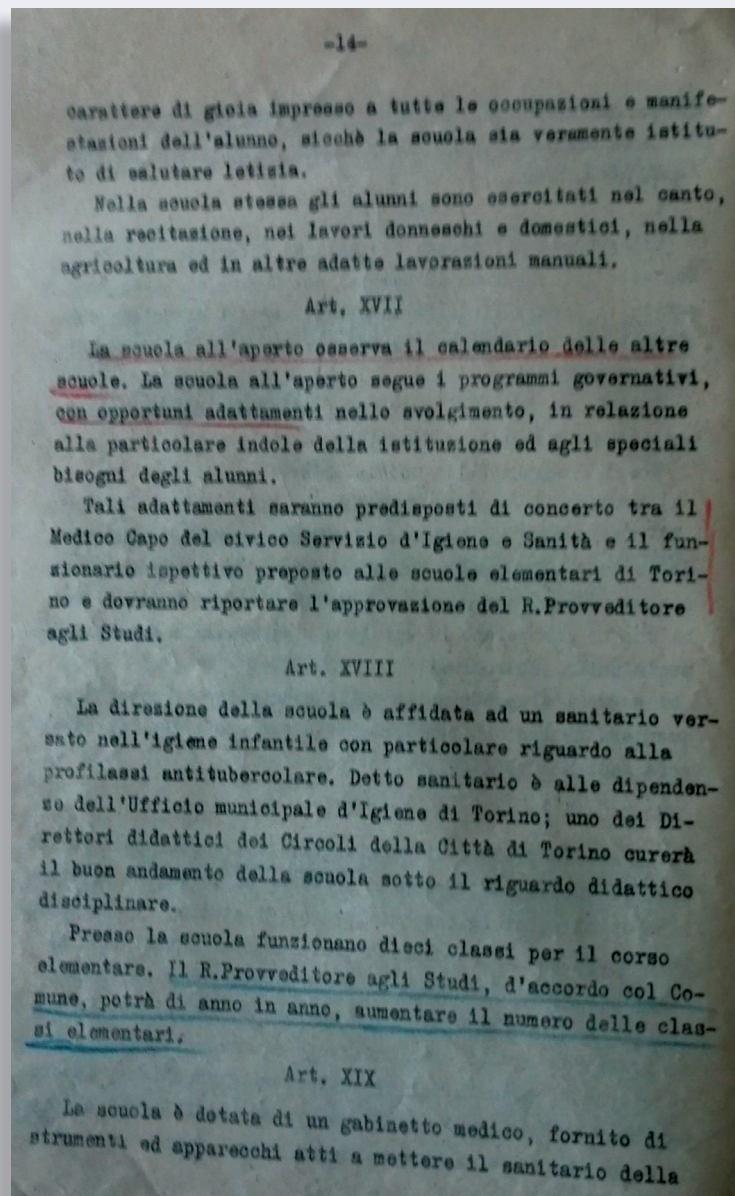 -14-
carattere di gioia impresso a tutte le occupazioni e manife-
stazioni dell'alunno, sicchè la scuola sia veramente istitu-
to di salutare letizia.
Nella scuola stessa gli alunni sono esercitati nel canto,
nella recitazione, nei lavori donneschi e domestici, nella
agricoltura ed in altre adatte lavorazioni manuali.
Art. XVII
La scuola all'aperto osserva il calendario delle altre
scuole. La scuola all'aperto segue i programmi governativi,
con opportuni adattamenti nello svolgimento, in relazione
alla particolare indole della istituzione ed agli speciali
bisogni degli alunni.
Tali adattamenti saranno predisposti di concerto tra il
Medico Capo del civico Servizio d'Igiene e Sanità e il fun-
zionario ispettivo preposto alle scuole elementari di Tori-
no e dovranno riportare l'approvazione del R.Provveditore
agli Studi.
Art. XVIII
La direzione della scuola è affidata ad un sanitario ver-
sato nell'igiene infantile con particolare riguardo alla
profilassi antitubercolare. Detto sanitario è alle dipenden-
ze dell'Ufficio municipale d'Igiene di Torino; uno dei Di-
rettori didattici dei Circoli della Città di Torino curerà
il buon andamento della scuola sotto il riguardo didattico
disciplinare.
Presso la scuola funzionano dieci classi per il corso
elementare. Il R.Provveditore agli Studi, d'accordo col Co-
mune, potrà di anno in anno, aumentare il numero delle clas-
si elementari.
Art. XIX
La scuola è dotata di un gabinetto medico, fornito di
strumenti ed apparecchi atti a mettere il sanitario della